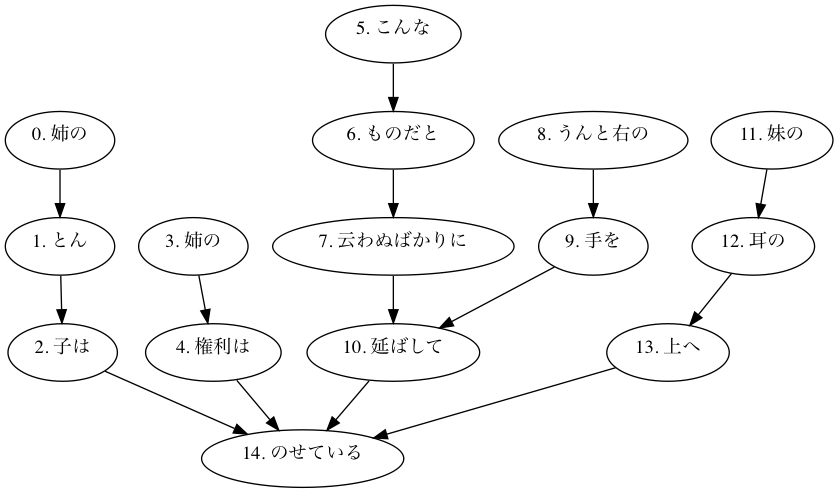 5. こんな
0. 姉の
6. ものだと
8. うんと右の
11. 妹の
1. とん
3. 姉の
7. 云わぬばかりに
9. 手を
12. 耳の
2. 子は
4. 権利は
10. 延ばして
13. 上へ
14. のせている